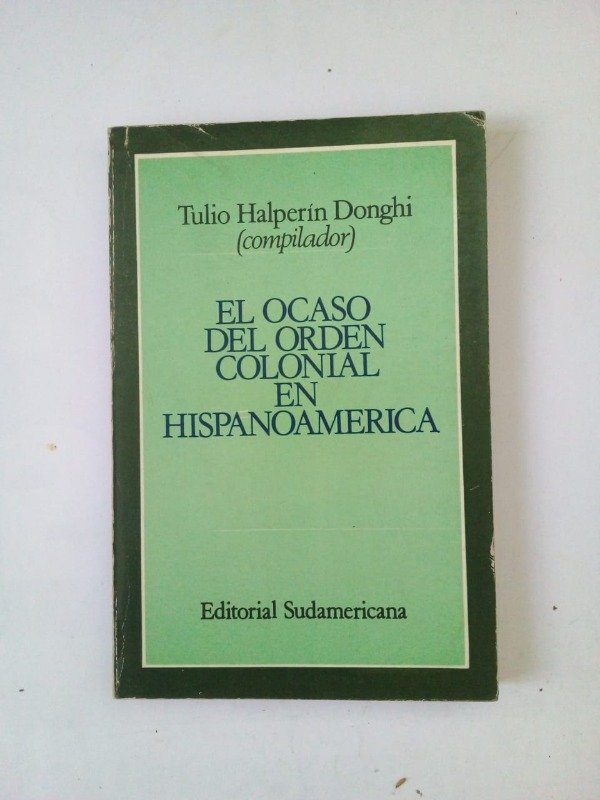 Tulio Halperín Donghi
(compilador)
EL OCASO
DEL ORDEN
COLONIAL
EN
HISPANOAMERICA
Editorial Sudamericana